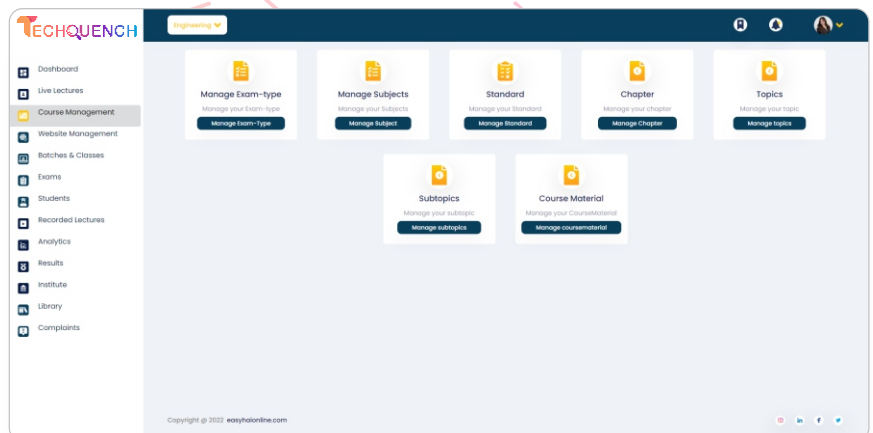 TECHQUENCH
Engineering
Dashboard
Live Lectures
Course Management
Website Management
Batches & Classes
Exams
Students
Recorded Lectures
Analytics
Results
Institute
Library
Complaints
Manage Exam-type
Manage your Exam-type
Manage Exam-Type
Manage Subjects
Manage your Subjects
Manage Subject
Standard
Manage your Standard
Manage Standard
Chapter
Manage your chapter
Manage Chapter
Topics
Manage your topic
Manage topics
Subtopics
Manage your subtopic
Manage subtopics
Course Material
Manage your CourseMaterial
Manage coursematerial
Copyright @ 2022 easyhaionline.com